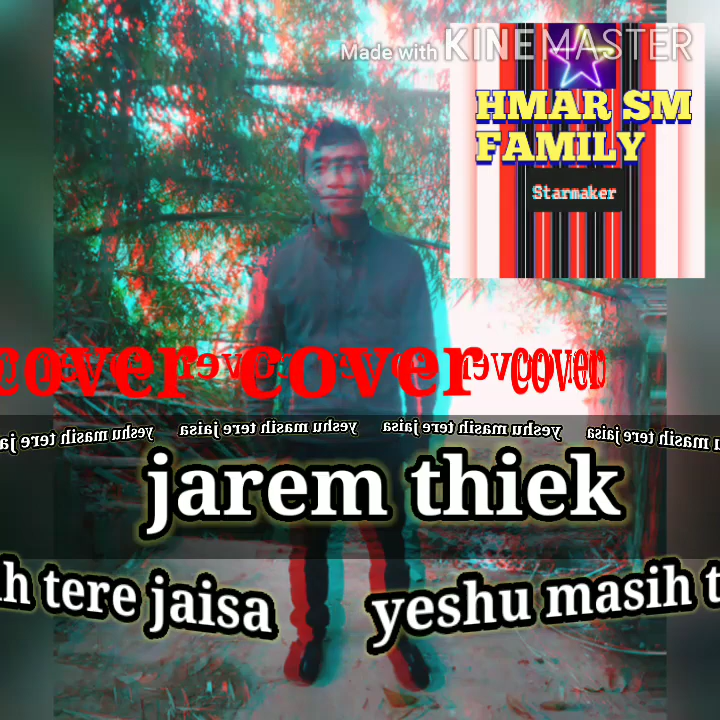 Made with KINEMASTER
HMAR SM
FAMILY
Starmaker
cover cover cover
yeshu masih tere jaisa yeshu masih tere jaisa yeshu masih tere jaisa
jarem thiek
h tere jaisa yeshu masih t